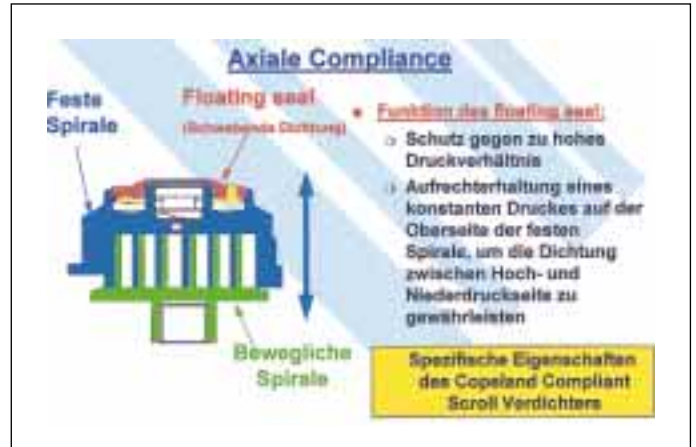 Axiale Compliance
Feste
Spirale
Floating seal
(Schwebende Dichtung)
Funktion des floating seal:
Schutz gegen zu hohes
Druckverhältnis
Aufrechterhaltung eines
konstanten Druckes auf der
Oberseite der festen
Spirale, um die Dichtung
zwischen Hoch- und
Niederdruckseite zu
gewährleisten
Bewegliche
Spirale
Spezifische Eigenschaften
des Copeland Compliant
Scroll Verdichters